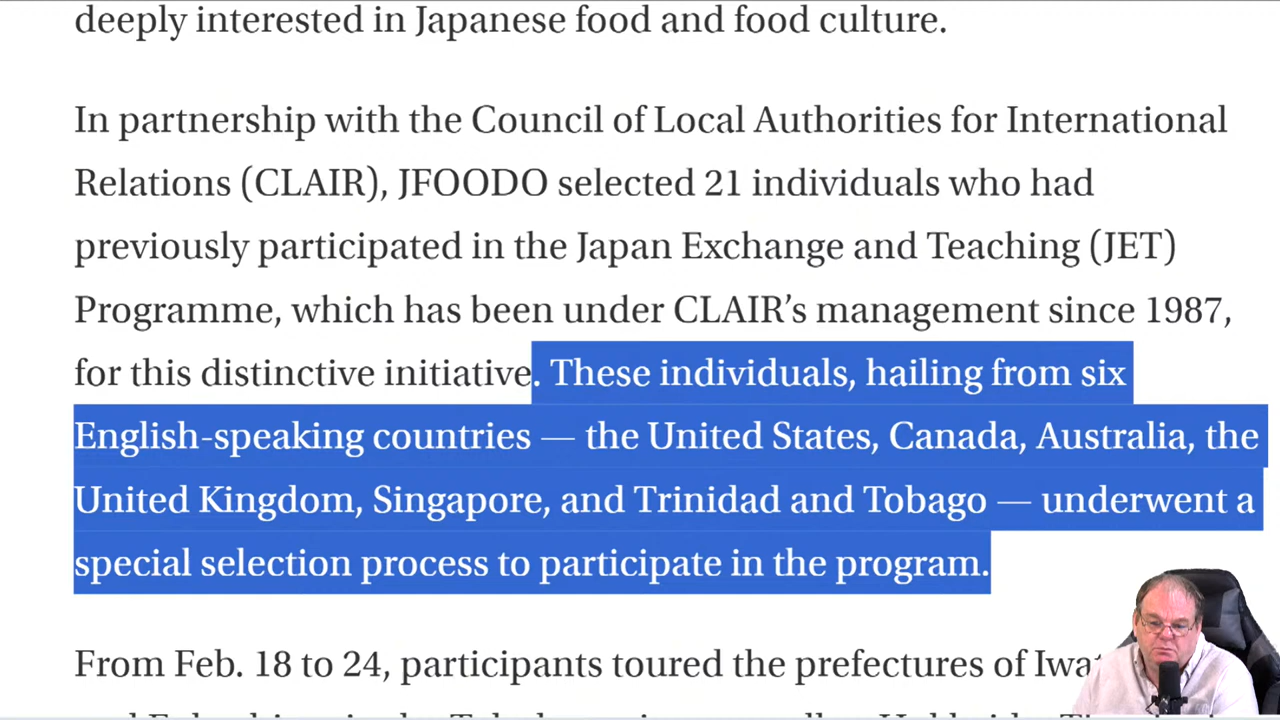 deeply interested in Japanese food and food culture.
In partnership with the Council of Local Authorities for International
Relations (CLAIR), JFOODO selected 21 individuals who had
previously participated in the Japan Exchange and Teaching (JET)
Programme, which has been under CLAIR’s management since 1987,
for this distinctive initiative. These individuals, hailing from six
English-speaking countries — the United States, Canada, Australia, the
United Kingdom, Singapore, and Trinidad and Tobago — underwent a
special selection process to participate in the program.
From Feb. 18 to 24, participants toured the prefectures of